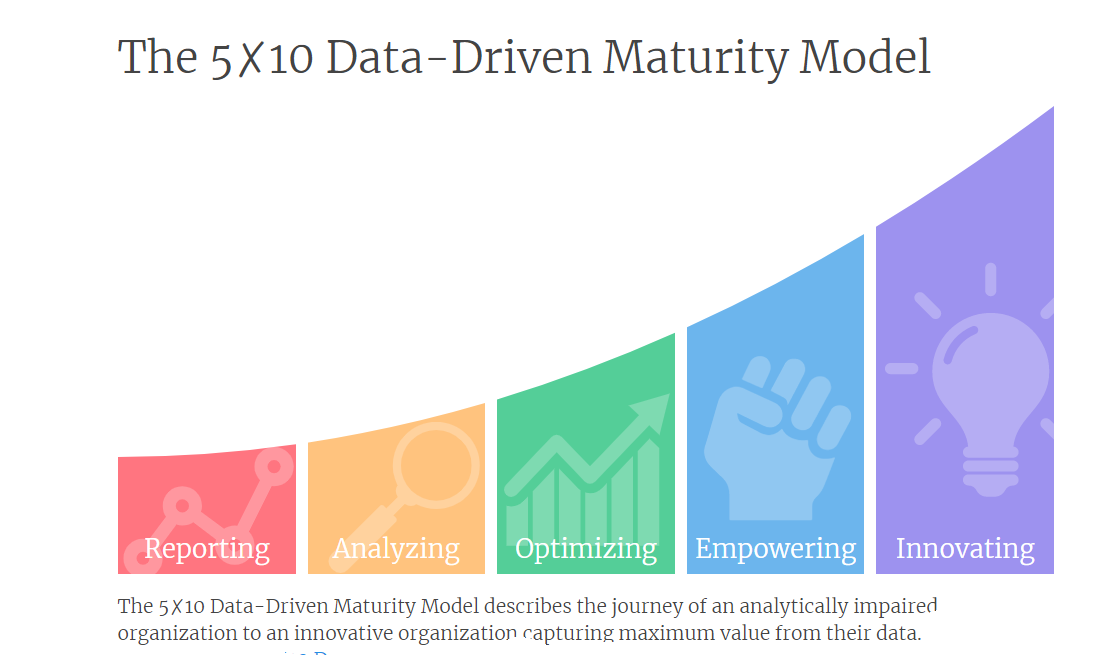 The 5X10 Data-Driven Maturity Model
Reporting
Analyzing
Optimizing
Empowering
Innovating
The 5X10 Data-Driven Maturity Model describes the journey of an analytically impaired
organization to an innovative organization capturing maximum value from their data.